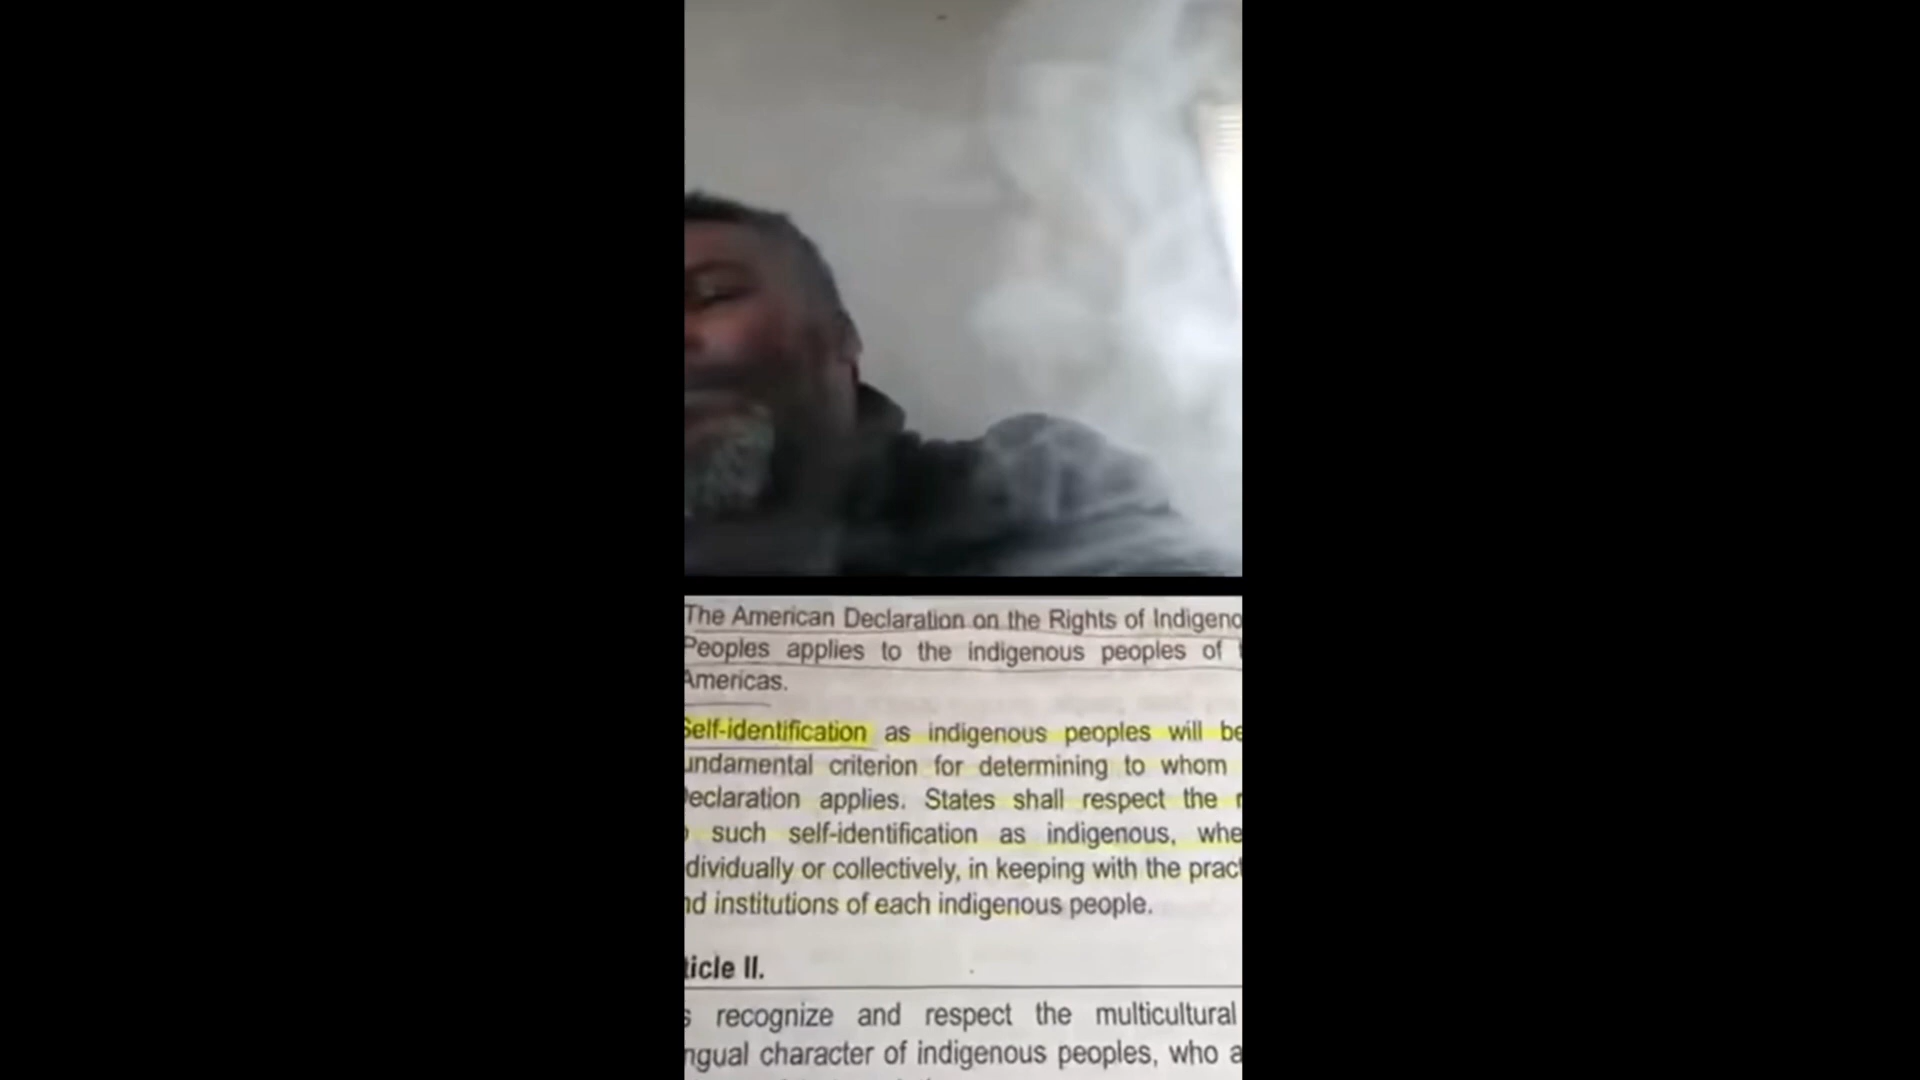 The American Declaration on the Rights of Indigeno
Peoples applies to the indigenous peoples of
Americas.
Self-identification as indigenous peoples will be
undamental criterion for determining to whom
Declaration applies. States shall respect the r
such self-identification as indigenous, whe
dividually or collectively, in keeping with the pract
nd institutions of each indigenous people.
ticle II.
s recognize and respect the multicultural
ngual character of indigenous peoples, who a